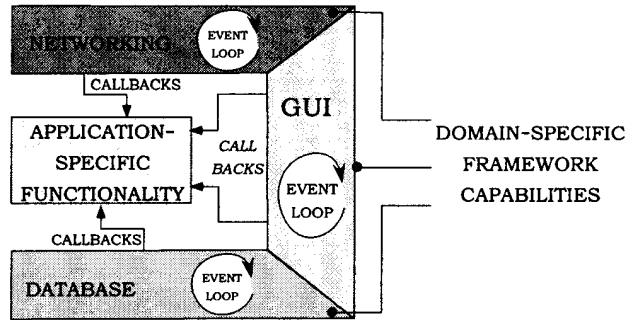 NETWORKING
EVENT
LOOP
CALLBACKS
GUI
APPLICATION-
SPECIFIC
FUNCTIONALITY
CALL
BACKS
DOMAIN-SPECIFIC
FRAMEWORK
CAPABILITIES
EVENT
LOOP
CALLBACKS
DATABASE
EVENT
LOOP